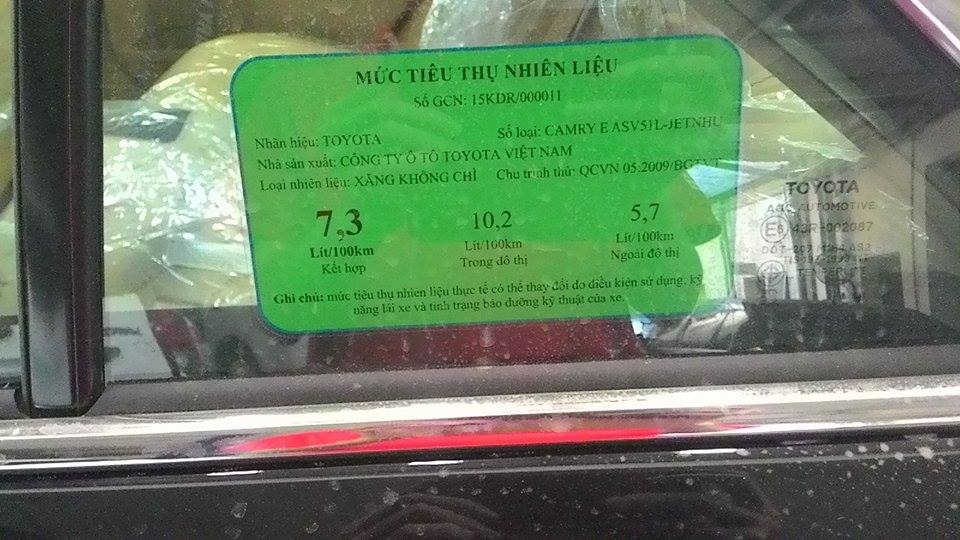 MỨC TIÊU THỤ NHIÊN LIỆU
Số GCN: 15KDR/000011
Nhãn hiệu: TOYOTA Số loại: CAMRY E ASV51L-JETNHU
Nhà sản xuất: CÔNG TY Ô TÔ TOYOTA VIỆT NAM
Loại nhiên liệu: XĂNG KHÔNG CHÌ Chu trình thử: QCVN 05:2009/BGTVT
7,3 10,2 5,7
Lít/100km Lít/100km Lít/100km
Kết hợp Trong đô thị Ngoài đô thị
Ghi chú: mức tiêu thụ nhiên liệu thực tế có thể thay đổi do điều kiện sử dụng, kỹ
năng lái xe và tình trạng bảo dưỡng kỹ thuật của xe.
TOYOTA
AGC AUTOMOTIVE
E6 43R-002087
TEMPERLITE